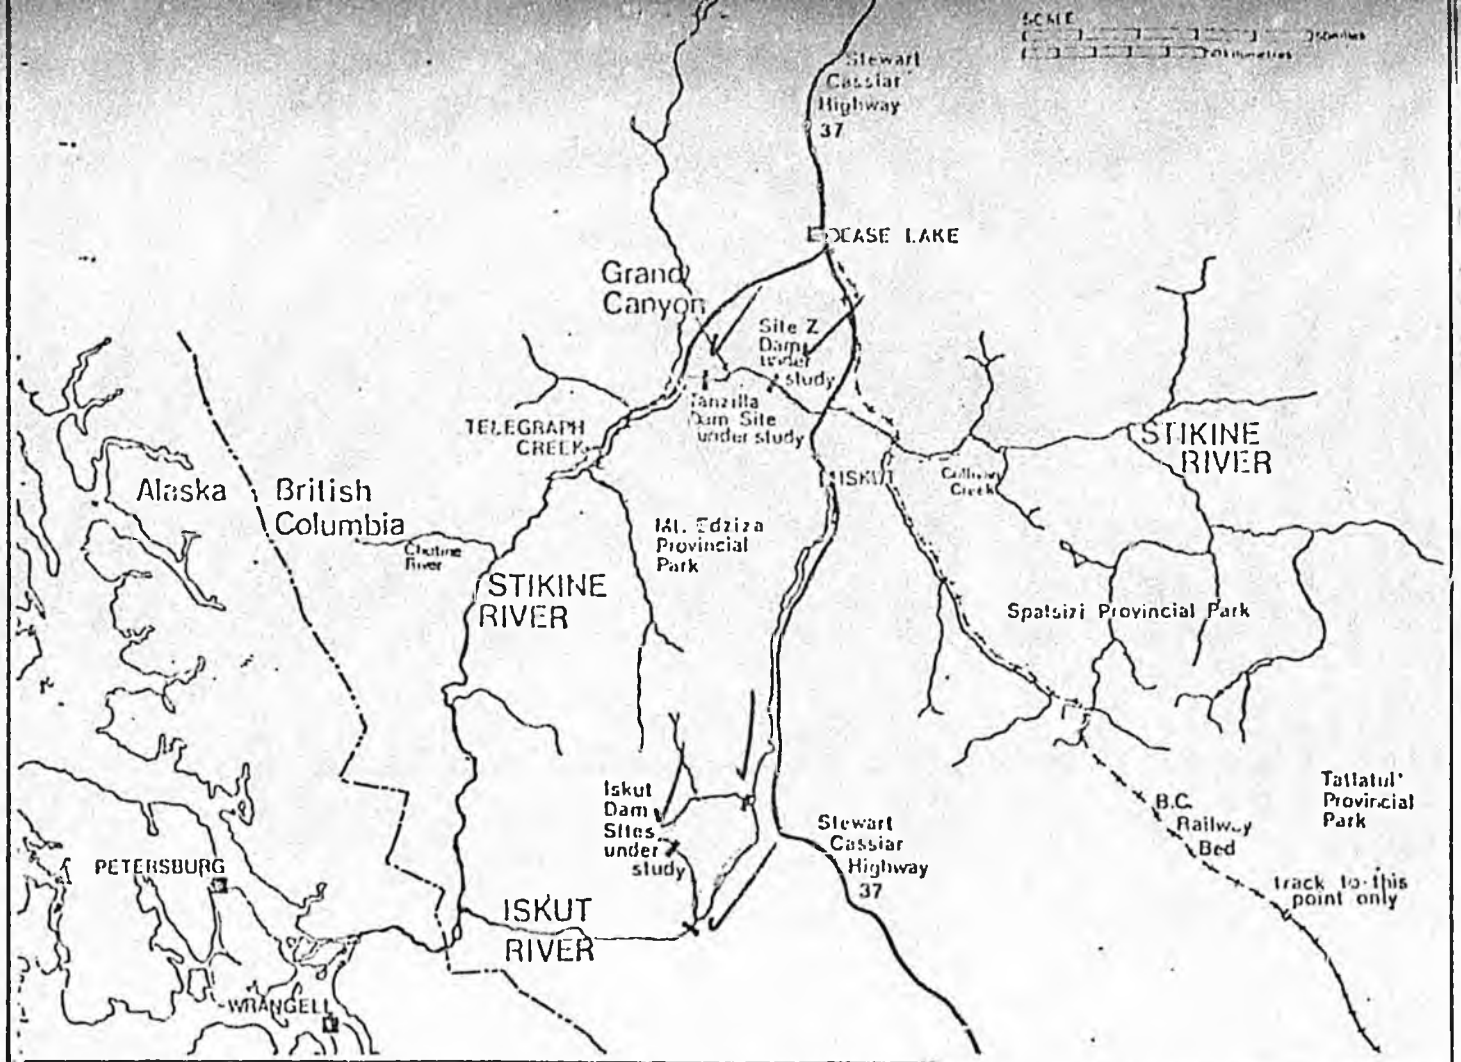 SCALE
Stewart
Cassiar
Highway
37
DEASE LAKE
Grand
Canyon
Site Z
Dam
under
study
Tanzilla
Dam Site
under study
TELEGRAPH
CREEK
STIKINE
RIVER
ISKUT
Creek
Alaska
British
Columbia
River
Mt. Edziza
Provincial
Park
STIKINE
RIVER
Spatsizi Provincial Park
Iskut
Dam
Sites
under
study
Stewart
Cassiar
Highway
37
Tatlatui
Provincial
Park
B.C.
Railway
Bed
track to this
point only
PETERSBURG
ISKUT
RIVER
WRANGELL